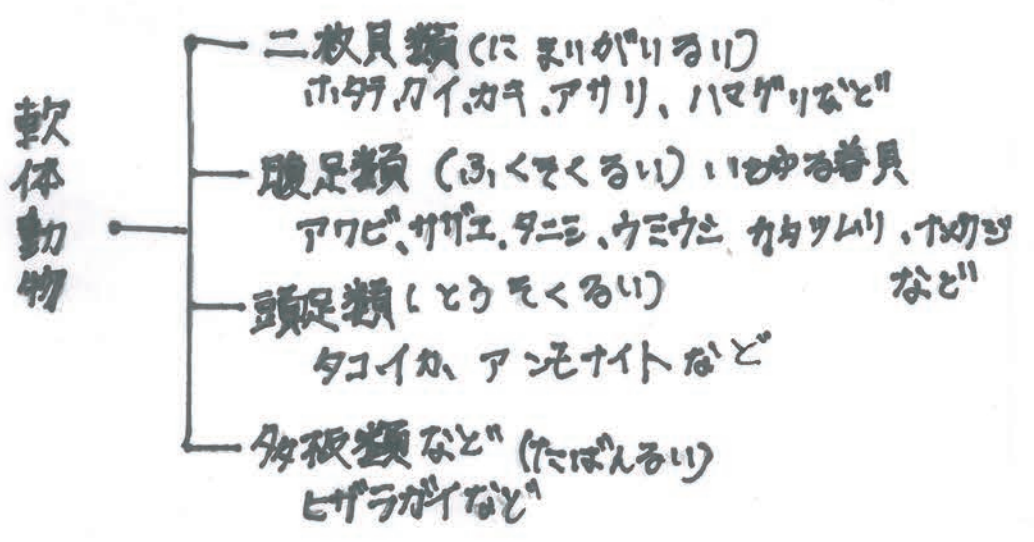 軟体動物
二枚貝類(にまいがいるい)
ホタテ、カイ、カキ、アサリ、ハマグリなど
腹足類(ふくそくるい)いわゆる巻貝
アワビ、サザエ、タニシ、ウミウシ カタツムリ、ナメクジ
など
頭足類(とうそくるい)
タコ、イカ、アンモナイトなど
多板類など(たばんるい)
ヒザラガイなど